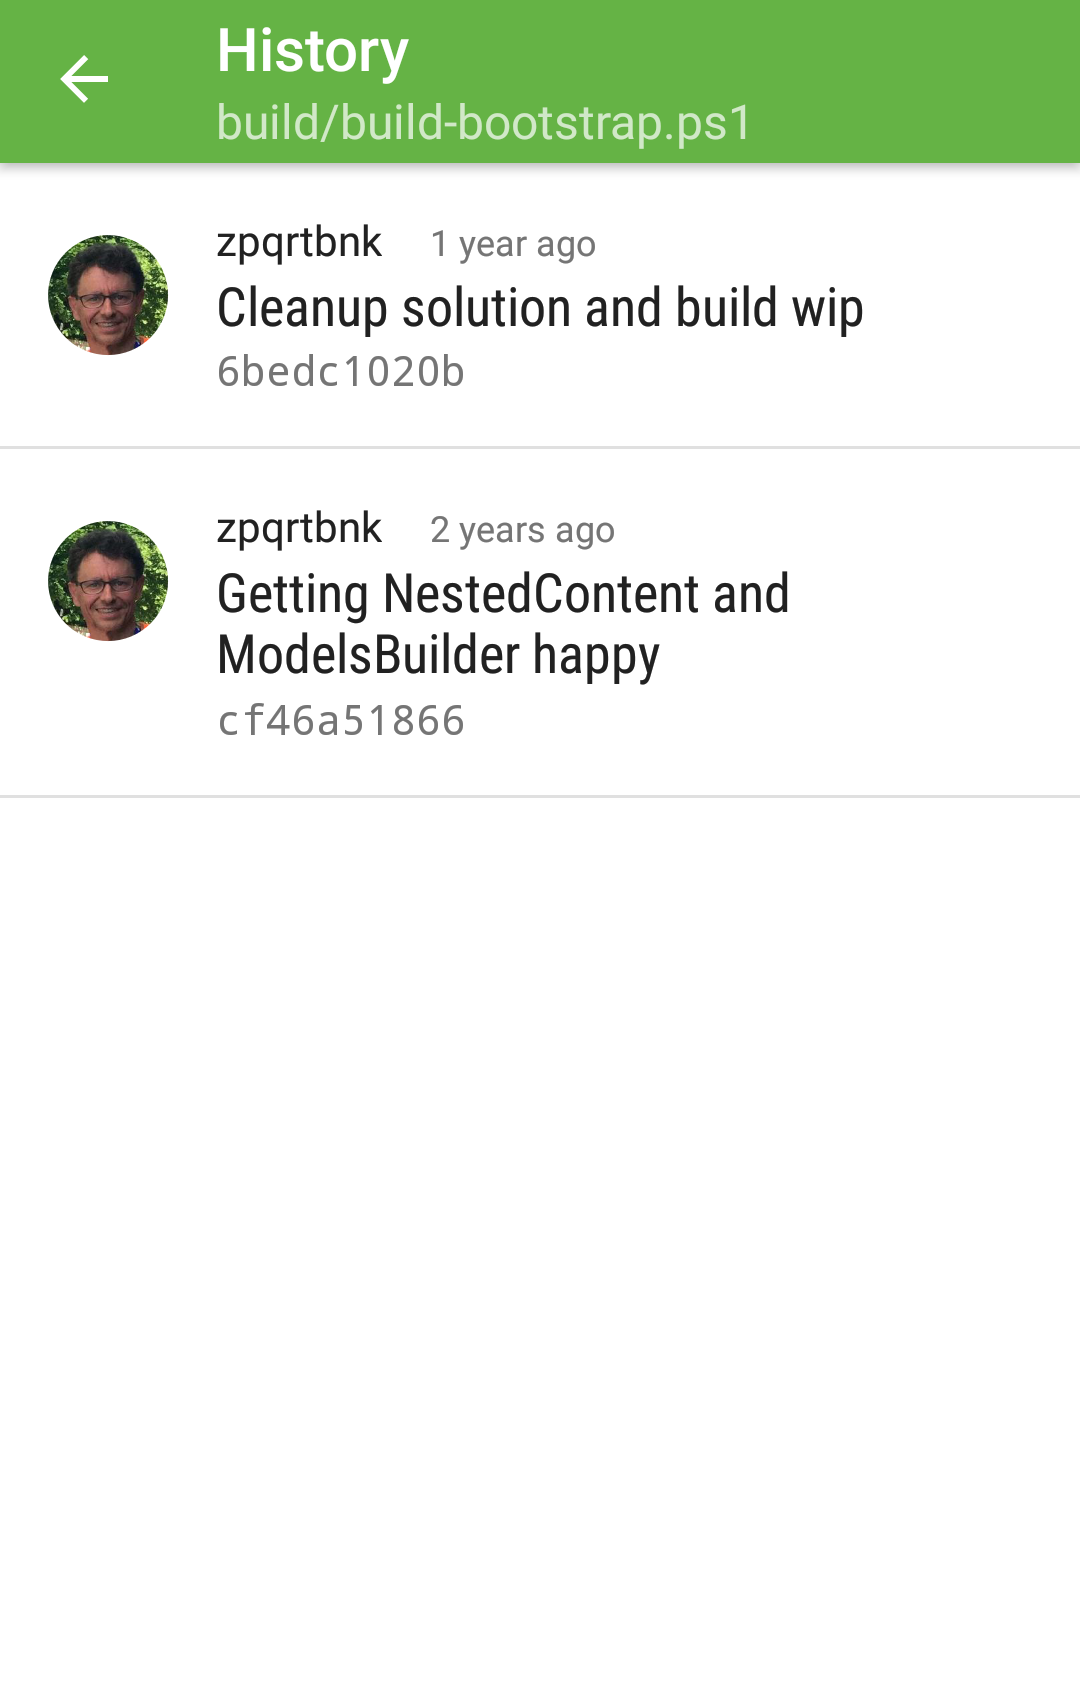 History
build/build-bootstrap.ps1
zpqrtbnk 1 year ago
Cleanup solution and build wip
6bedc1020b
zpqrtbnk 2 years ago
Getting NestedContent and
ModelsBuilder happy
cf46a51866